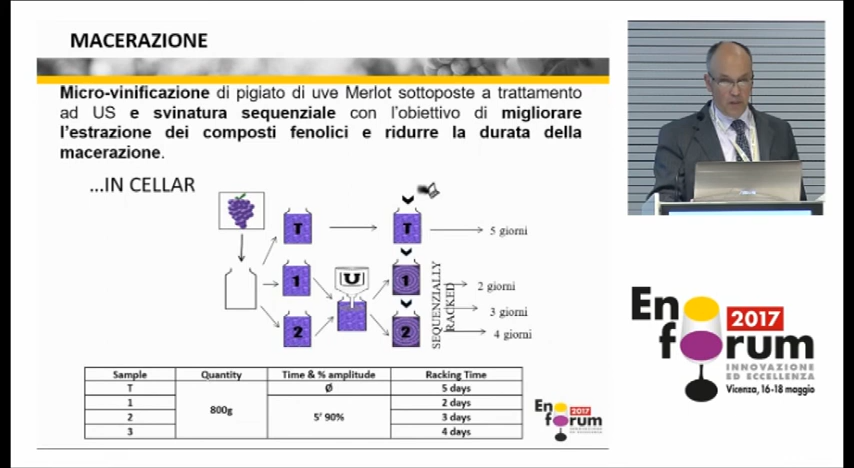 MACERAZIONE
Micro-vinificazione di pigiato di uve Merlot sottoposte a trattamento
ad US e svinatura sequenziale con l'obiettivo di migliorare
l'estrazione dei composti fenolici e ridurre la durata della
macerazione.
...IN CELLAR
T
T
5 giorni
1
U
1
2 giorni
3 giorni
2
2
4 giorni
SEQUENZIALLY
RACKED
Sample Quantity Time & % amplitude Racking Time
T Ø 5 days
1 2 days
800g 5' 90%
2 3 days
3 4 days
En 2017
forum
En
2017
forum
INNOVAZIONE
ED ECCELLENZA
Vicenza, 16-18 maggio